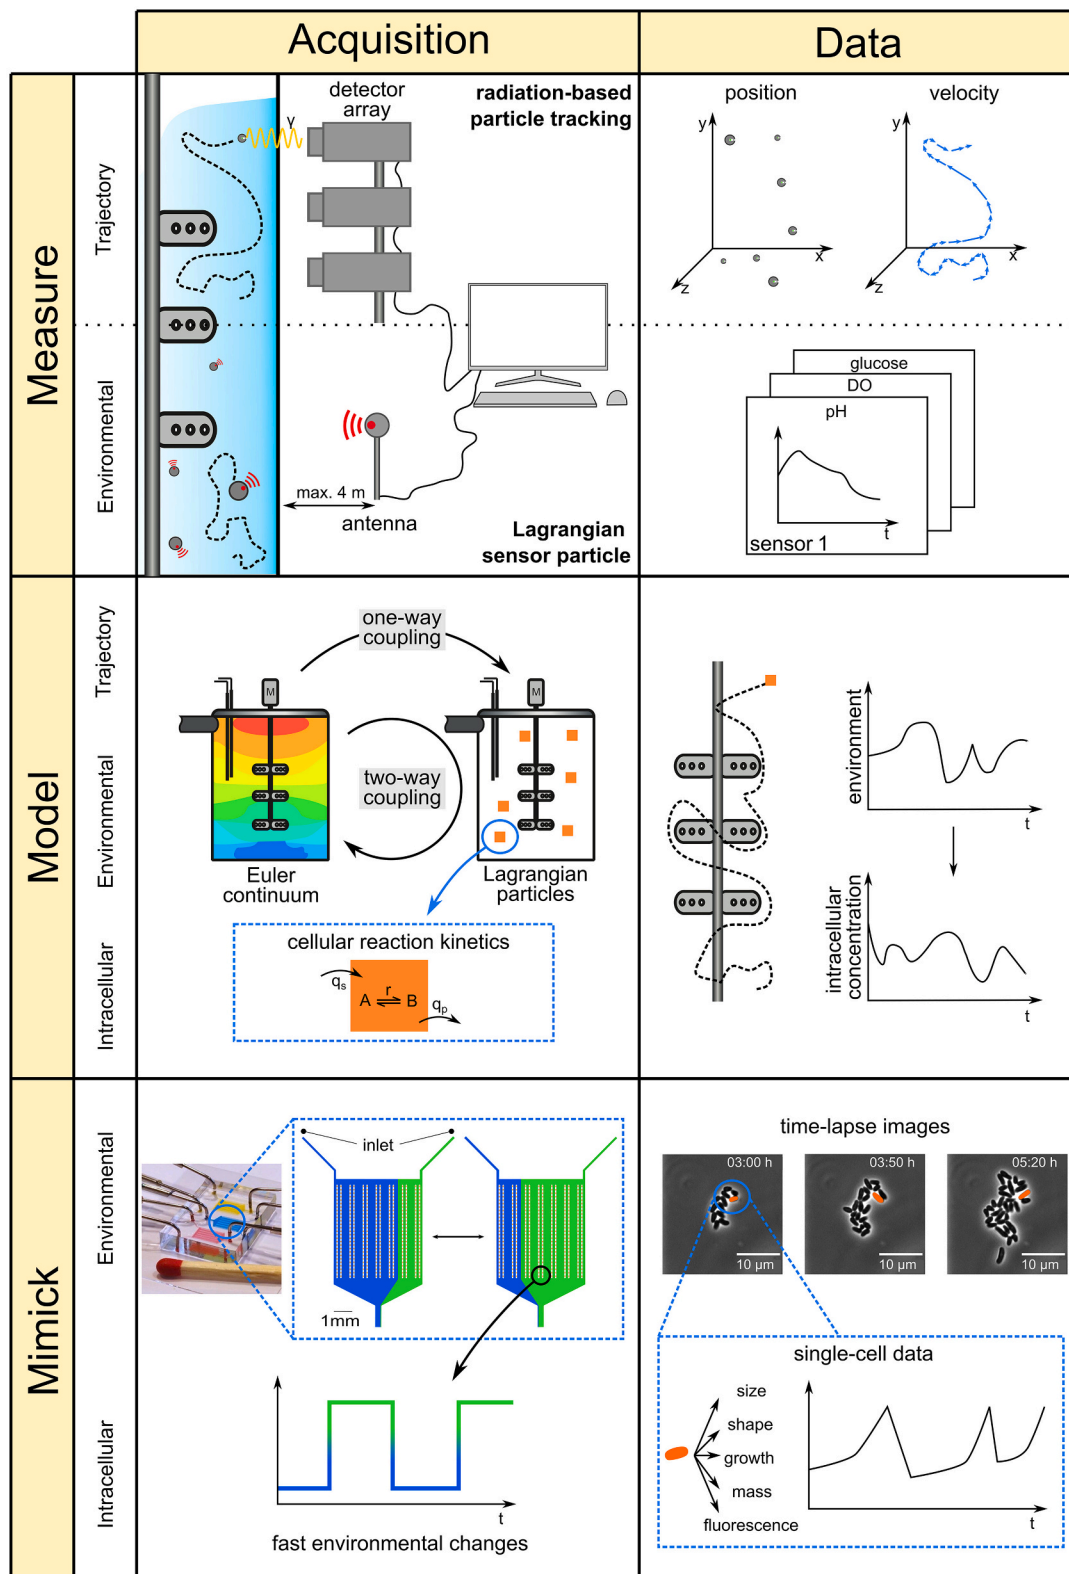 Acquisition
Data
Measure
Trajectory
Environmental
detector
array
γ
radiation-based
particle tracking
max. 4 m
antenna
Lagrangian
sensor particle
position
y
x
z
velocity
y
x
z
glucose
DO
pH
t
sensor 1
Model
Trajectory
Environmental
Intracellular
one-way
coupling
M
M
two-way
coupling
Euler
continuum
Lagrangian
particles
cellular reaction kinetics
qs
A ⇌ B
r
qp
environment
t
intracellular
concentration
t
Mimick
Environmental
Intracellular
inlet
1mm
t
fast environmental changes
time-lapse images
03:00 h
10 µm
03:50 h
10 µm
05:20 h
10 µm
single-cell data
size
shape
growth
mass
fluorescence
t